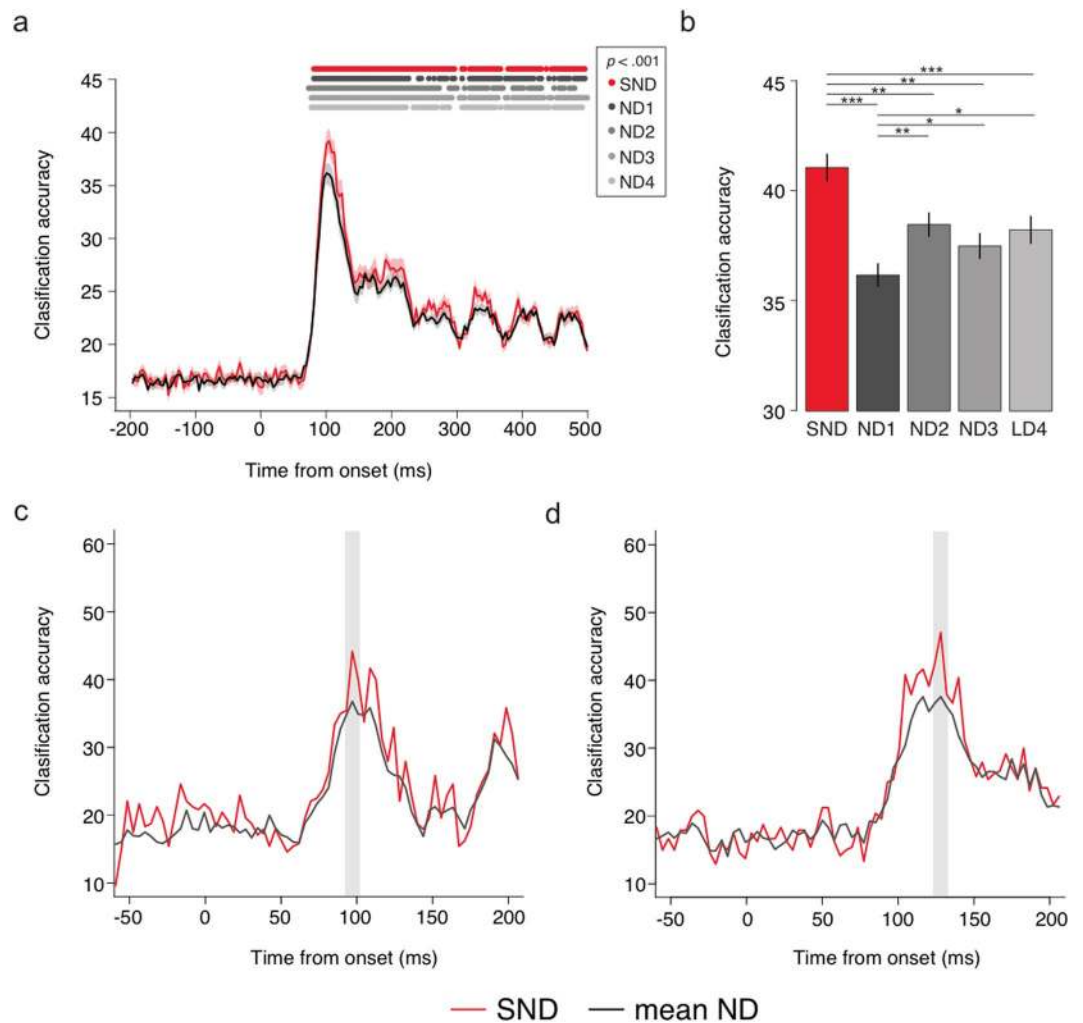 a
b
p < .001
SND
ND1
ND2
ND3
ND4
45
40
35
30
25
20
15
Clasification accuracy
-200 -100 0 100 200 300 400 500
Time from onset (ms)
***
**
**
***
*
*
**
40
35
30
Clasification accuracy
SND ND1 ND2 ND3 LD4
c
60
50
40
30
20
10
Clasification accuracy
-50 0 50 100 150 200
Time from onset (ms)
d
60
50
40
30
20
10
Clasification accuracy
-50 0 50 100 150 200
Time from onset (ms)
SND mean ND